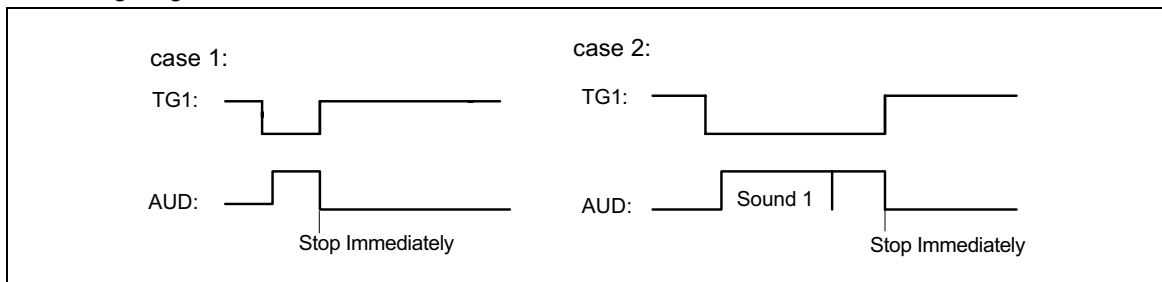 case 1:
TG1:
AUD:
Stop Immediately
case 2:
TG1:
AUD:
Sound 1
Stop Immediately